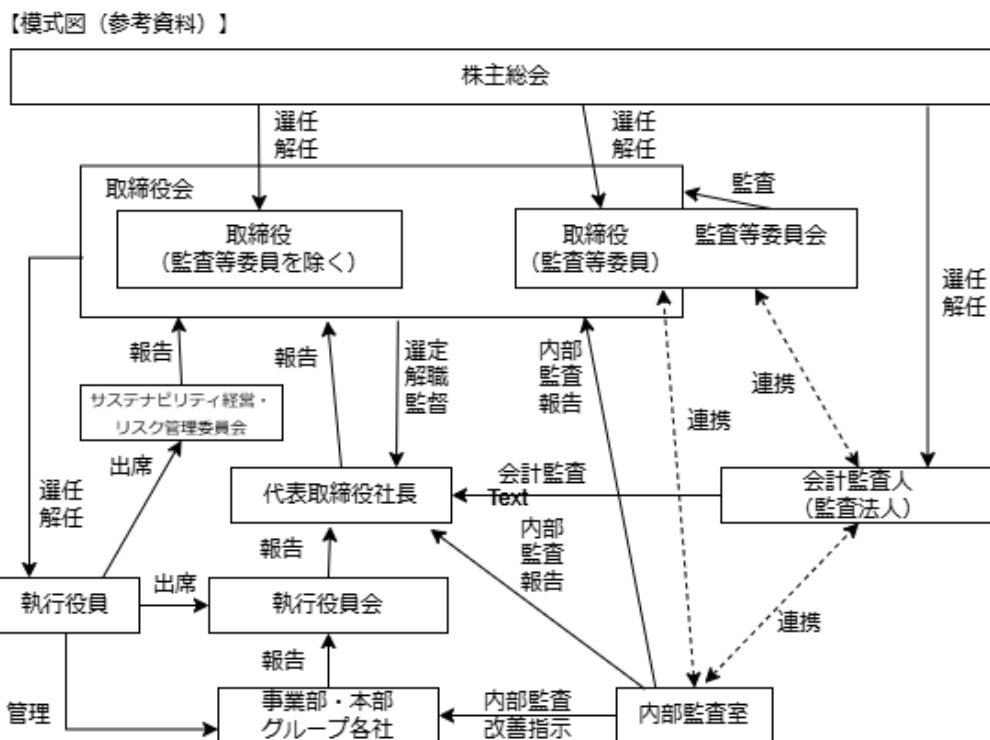 【模式図（参考資料）】
株主総会
選任
解任
選任
解任
監査
取締役会
取締役
（監査等委員を除く）
取締役
（監査等委員）
監査等委員会
選任
解任
報告
報告
選定
解職
監督
内部
監査
報告
連携
連携
サステナビリティ経営・
リスク管理委員会
出席
選任
解任
代表取締役社長
会計監査
Text
会計監査人
（監査法人）
内部
監査
報告
報告
執行役員
出席
執行役員会
連携
報告
管理
事業部・本部
グループ各社
内部監査
改善指示
内部監査室